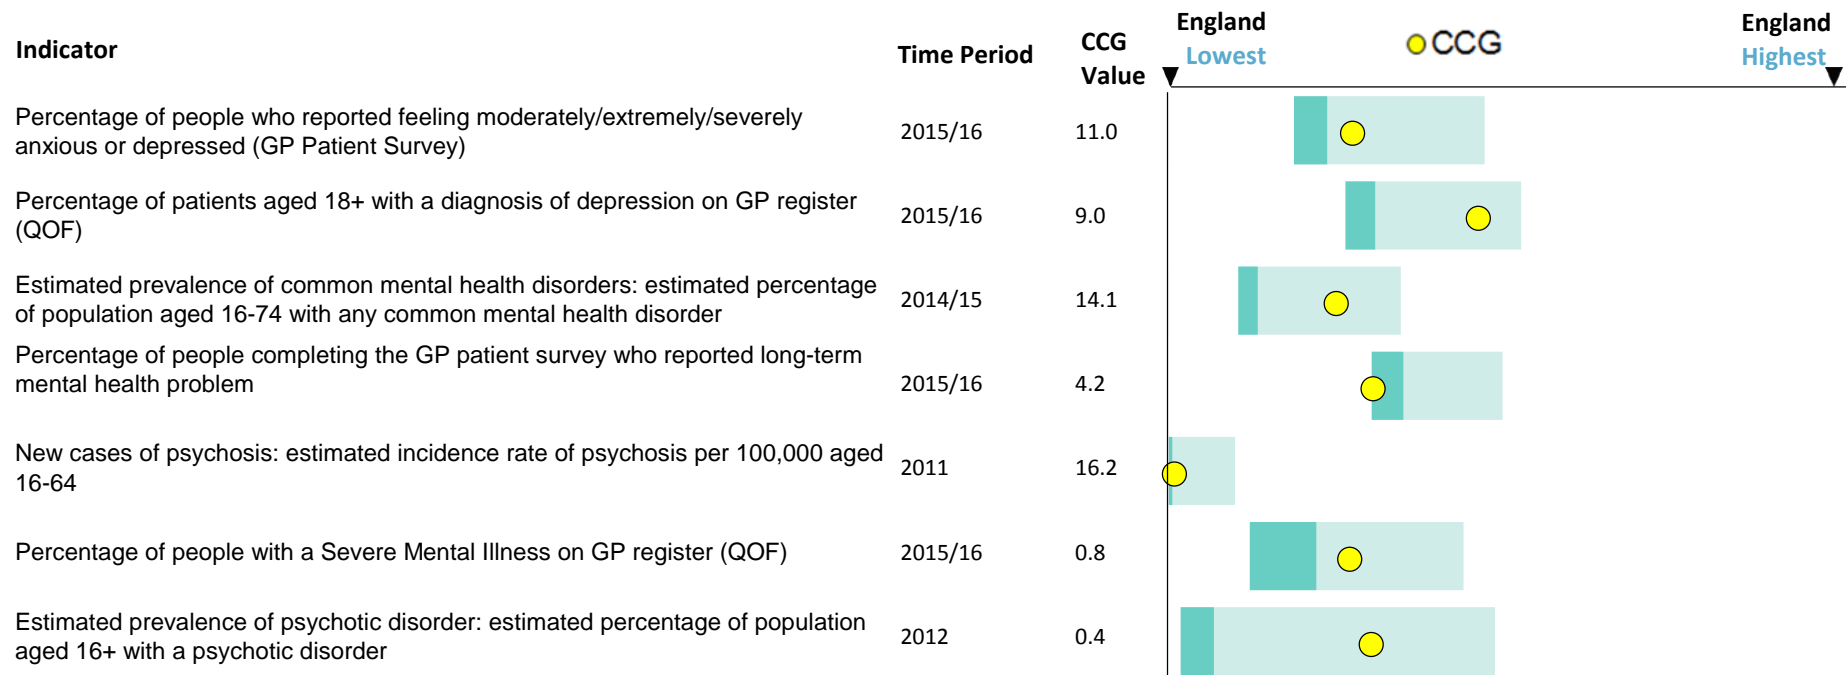 Indicator
Time Period
CCG
Value
England
Lowest
CCG
England
Highest
Percentage of people who reported feeling moderately/extremely/severely
anxious or depressed (GP Patient Survey)
2015/16
11.0
Percentage of patients aged 18+ with a diagnosis of depression on GP register
(QOF)
2015/16
9.0
Estimated prevalence of common mental health disorders: estimated percentage
of population aged 16-74 with any common mental health disorder
2014/15
14.1
Percentage of people completing the GP patient survey who reported long-term
mental health problem
2015/16
4.2
New cases of psychosis: estimated incidence rate of psychosis per 100,000 aged
16-64
2011
16.2
Percentage of people with a Severe Mental Illness on GP register (QOF)
2015/16
0.8
Estimated prevalence of psychotic disorder: estimated percentage of population
aged 16+ with a psychotic disorder
2012
0.4